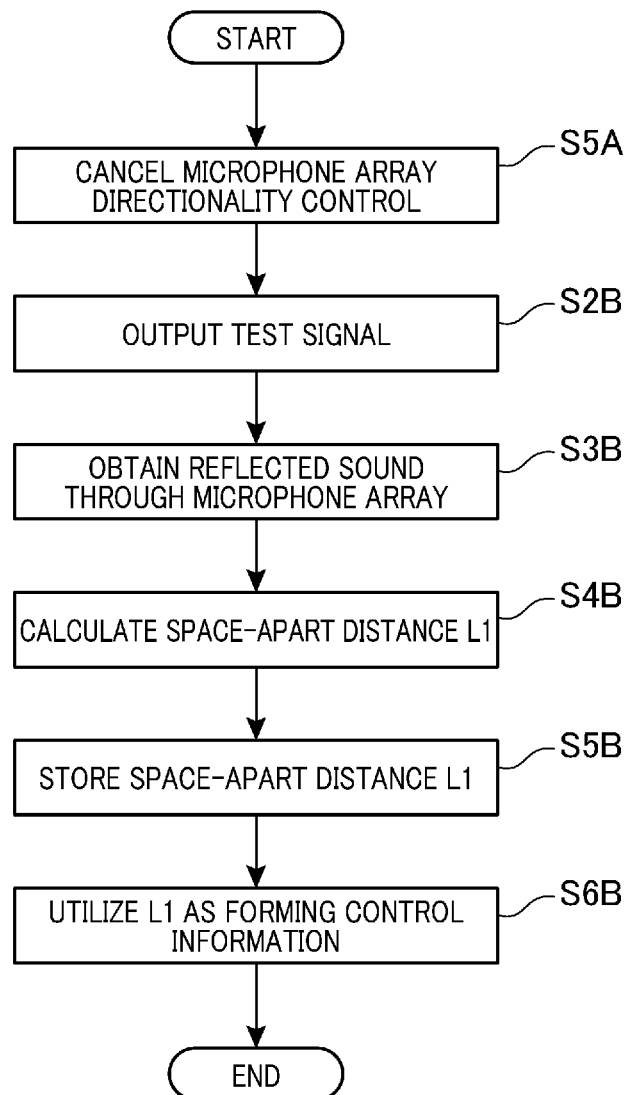 START
S5A
CANCEL MICROPHONE ARRAY
DIRECTIONALITY CONTROL
S2B
OUTPUT TEST SIGNAL
S3B
OBTAIN REFLECTED SOUND
THROUGH MICROPHONE ARRAY
S4B
CALCULATE SPACE-APART DISTANCE L1
S5B
STORE SPACE-APART DISTANCE L1
S6B
UTILIZE L1 AS FORMING CONTROL
INFORMATION
END